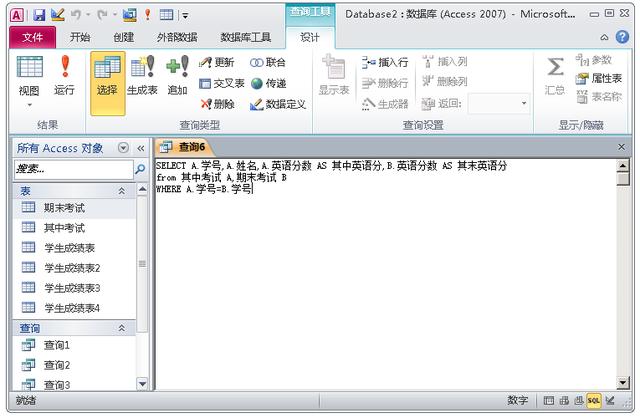 查询工具
Database2 : 数据库 (Access 2007) - Microsoft...
文件
开始
创建
外部数据
数据库工具
设计
视图
运行
结果
选择
生成表
追加
更新
交叉表
删除
联合
传递
数据定义
查询类型
显示表
插入行
删除行
生成器
插入列
删除列
返回:
查询设置
汇总
参数
属性表
表名称
显示/隐藏
所有 Access 对象
搜索...
表
期末考试
其中考试
学生成绩表
学生成绩表2
学生成绩表3
学生成绩表4
查询
查询1
查询2
查询3
查询6
SELECT A.学号,A.姓名,A.英语分数 AS 其中英语分,B.英语分数 AS 其末英语分
from 其中考试 A,期末考试 B
WHERE A.学号=B.学号
就绪
数字
SQL